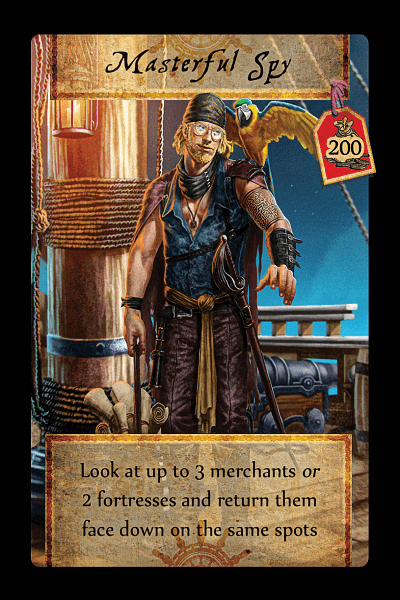 Masterful Spy
200
Look at up to 3 merchants or
2 fortresses and return them
face down on the same spots